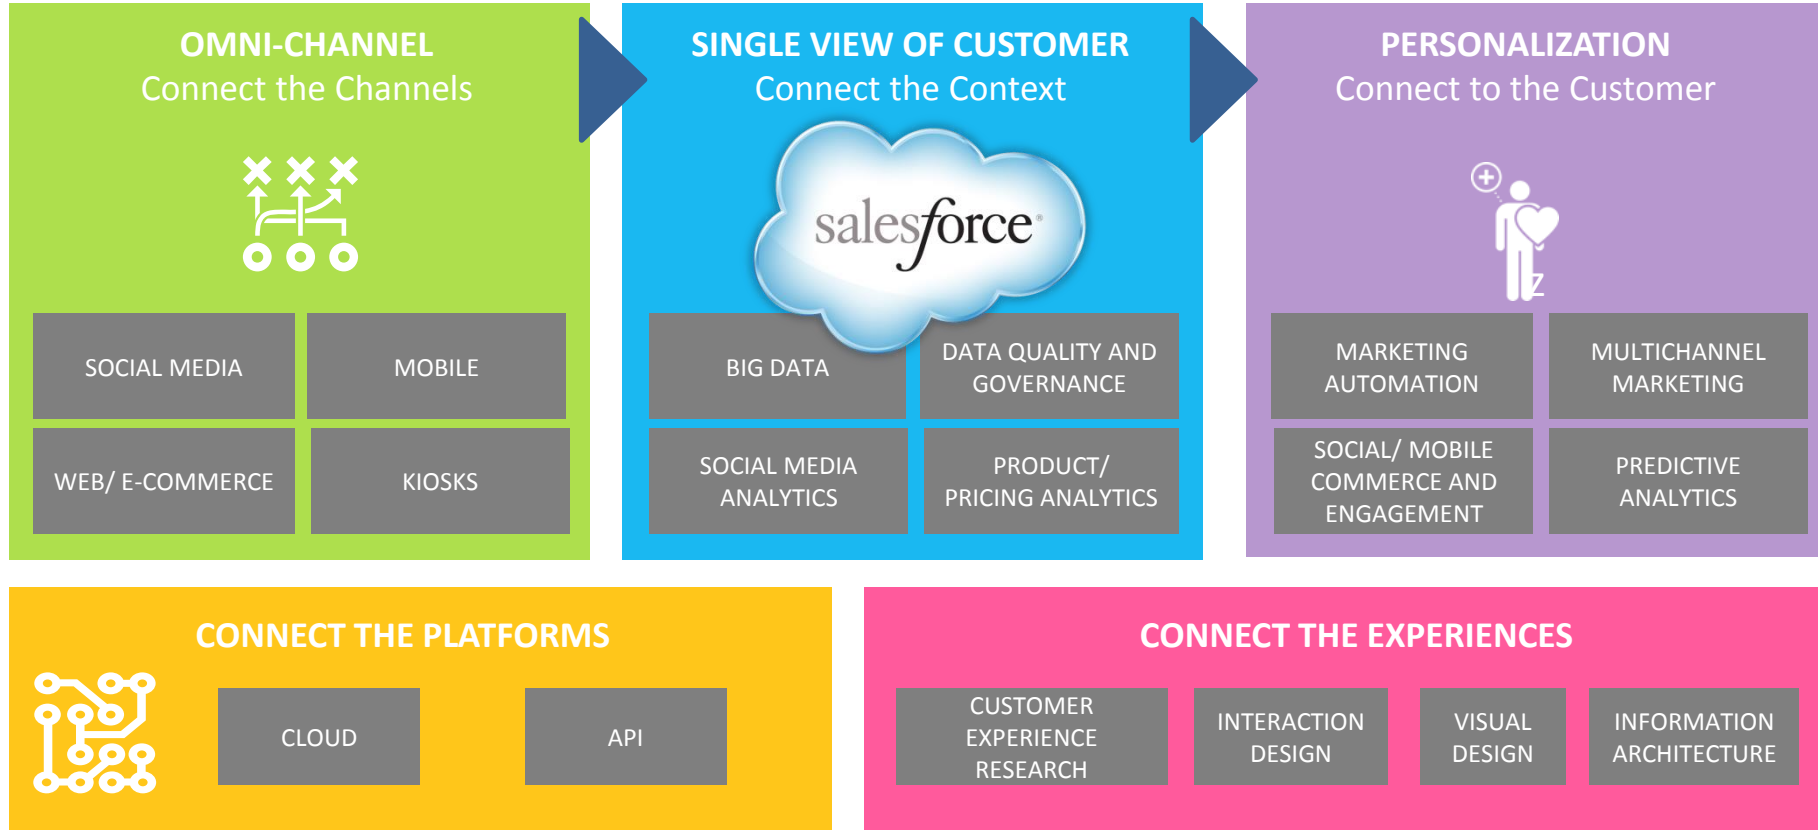 OMNI-CHANNEL
Connect the Channels
SOCIAL MEDIA
MOBILE
WEB/ E-COMMERCE
KIOSKS
SINGLE VIEW OF CUSTOMER
Connect the Context
salesforce®
BIG DATA
DATA QUALITY AND
GOVERNANCE
SOCIAL MEDIA
ANALYTICS
PRODUCT/
PRICING ANALYTICS
PERSONALIZATION
Connect to the Customer
Z
MARKETING
AUTOMATION
MULTICHANNEL
MARKETING
SOCIAL/ MOBILE
COMMERCE AND
ENGAGEMENT
PREDICTIVE
ANALYTICS
CONNECT THE PLATFORMS
CLOUD
API
CONNECT THE EXPERIENCES
CUSTOMER
EXPERIENCE
RESEARCH
INTERACTION
DESIGN
VISUAL
DESIGN
INFORMATION
ARCHITECTURE